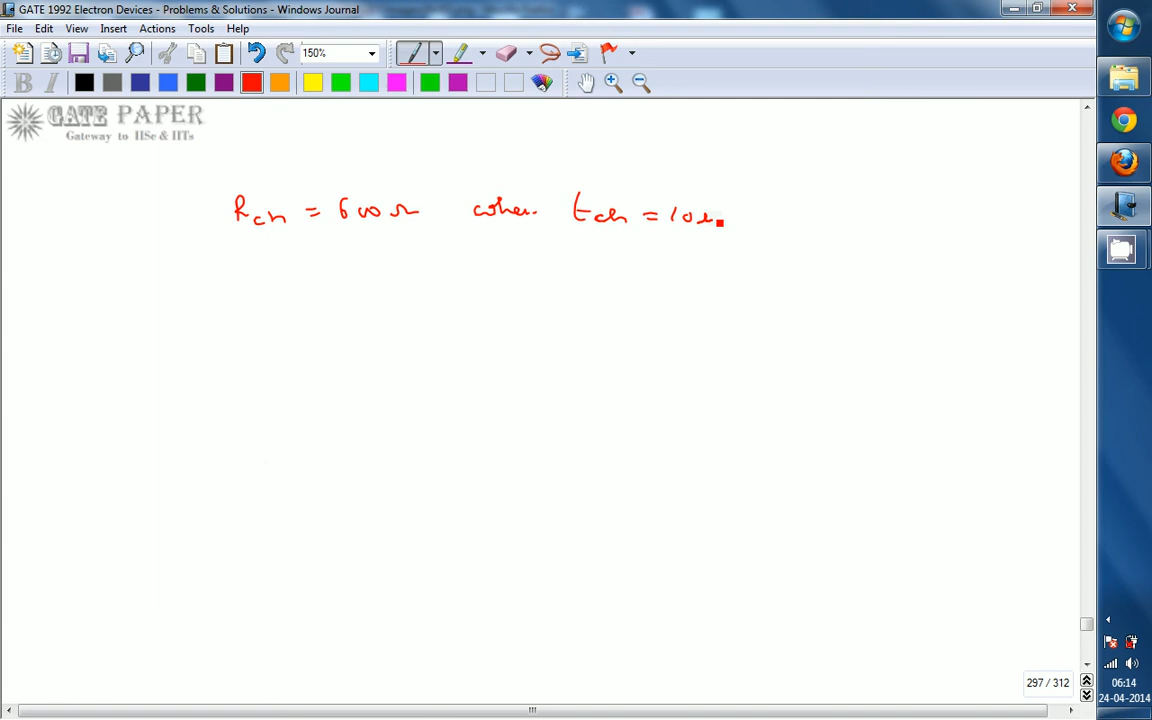 GATE 1992 Electron Devices - Problems & Solutions - Windows Journal
File Edit View Insert Actions Tools Help
150%
B I
GATE PAPER
Gateway to IISc & IITs
Rch = 600 Ω when tch = 10
297 / 312
06:14
24-04-2014